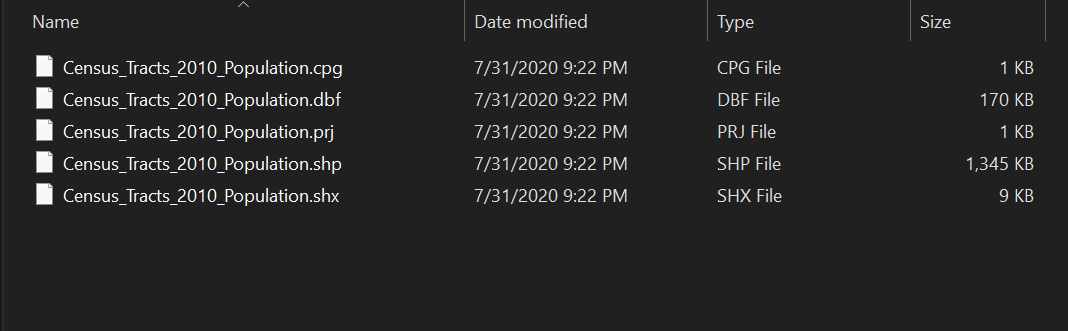 Name Date modified Type Size
Census_Tracts_2010_Population.cpg 7/31/2020 9:22 PM CPG File 1 KB
Census_Tracts_2010_Population.dbf 7/31/2020 9:22 PM DBF File 170 KB
Census_Tracts_2010_Population.prj 7/31/2020 9:22 PM PRJ File 1 KB
Census_Tracts_2010_Population.shp 7/31/2020 9:22 PM SHP File 1,345 KB
Census_Tracts_2010_Population.shx 7/31/2020 9:22 PM SHX File 9 KB